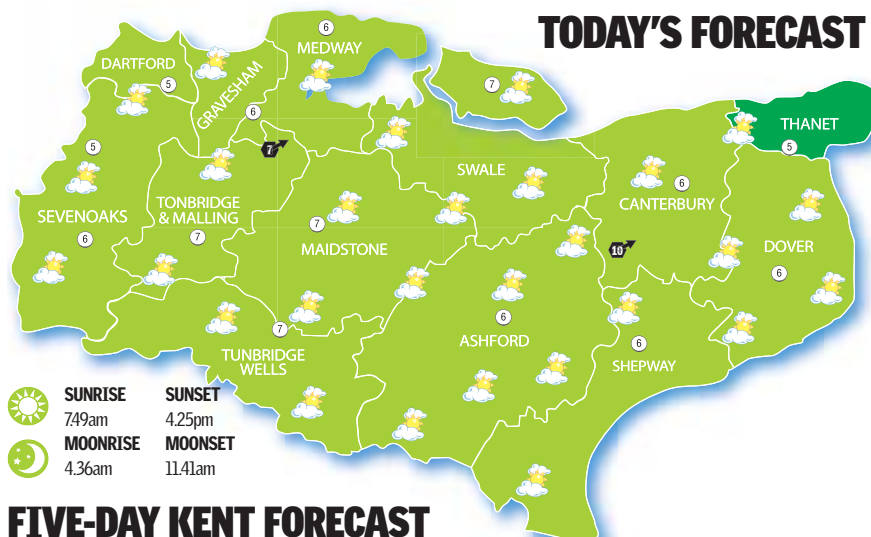 TODAY'S FORECAST
6
MEDWAY
DARTFORD
5
GRAVESHAM
6
7
7
THANET
5
5
SWALE
6
CANTERBURY
SEVENOAKS
6
TONBRIDGE
& MALLING
7
7
MAIDSTONE
10
DOVER
6
6
ASHFORD
7
TUNBRIDGE
WELLS
6
SHEPWAY
SUNRISE SUNSET
7.49am 4.25pm
MOONRISE MOONSET
4.36am 11.41am
FIVE-DAY KENT FORECAST